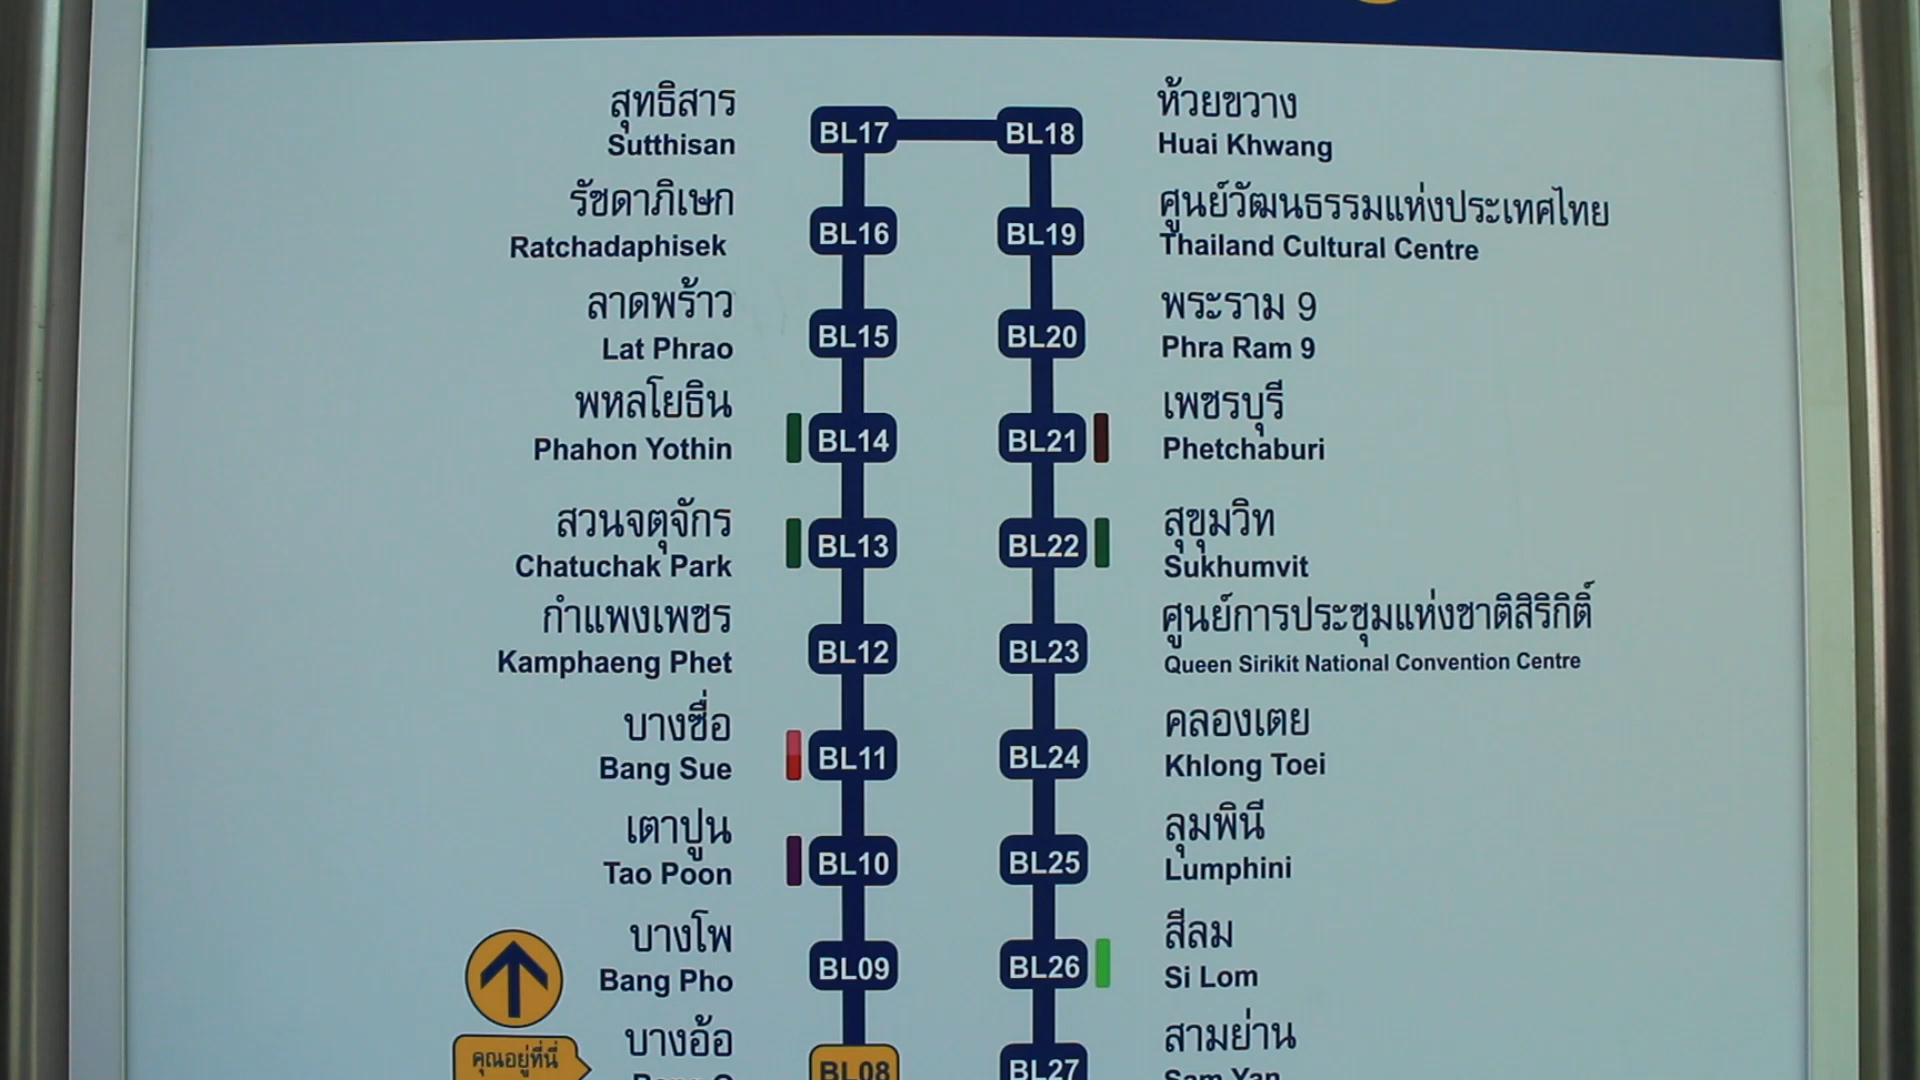 สุทธิสาร
Sutthisan
BL17
BL18
ห้วยขวาง
Huai Khwang
รัชดาภิเษก
Ratchadaphisek
BL16
BL19
ศูนย์วัฒนธรรมแห่งประเทศไทย
Thailand Cultural Centre
ลาดพร้าว
Lat Phrao
BL15
BL20
พระราม 9
Phra Ram 9
พหลโยธิน
Phahon Yothin
BL14
BL21
เพชรบุรี
Phetchaburi
สวนจตุจักร
Chatuchak Park
BL13
BL22
สุขุมวิท
Sukhumvit
กำแพงเพชร
Kamphaeng Phet
BL12
BL23
ศูนย์การประชุมแห่งชาติสิริกิติ์
Queen Sirikit National Convention Centre
บางซื่อ
Bang Sue
BL11
BL24
คลองเตย
Khlong Toei
เตาปูน
Tao Poon
BL10
BL25
ลุมพินี
Lumphini
บางโพ
Bang Pho
BL09
BL26
สีลม
Si Lom
คุณอยู่ที่นี่
บางอ้อ
BL08
BL27
สามย่าน
Sam Yan